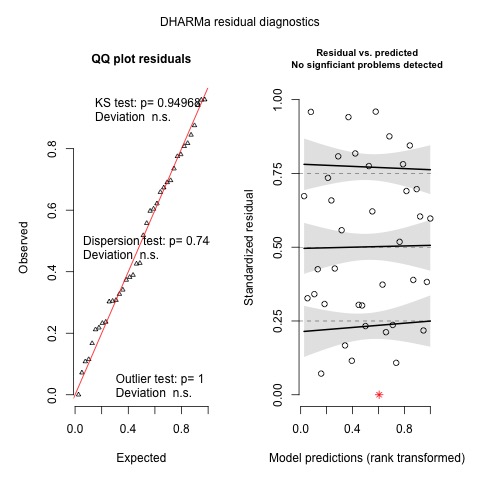 DHARMa residual diagnostics
QQ plot residuals
KS test: p= 0.94968
Deviation n.s.
Dispersion test: p= 0.74
Deviation n.s.
Outlier test: p= 1
Deviation n.s.
Observed
0.0 0.2 0.4 0.6 0.8
0.0 0.4 0.8
Expected
Residual vs. predicted
No signficiant problems detected
Standardized residual
0.00 0.25 0.50 0.75 1.00
0.0 0.4 0.8
Model predictions (rank transformed)